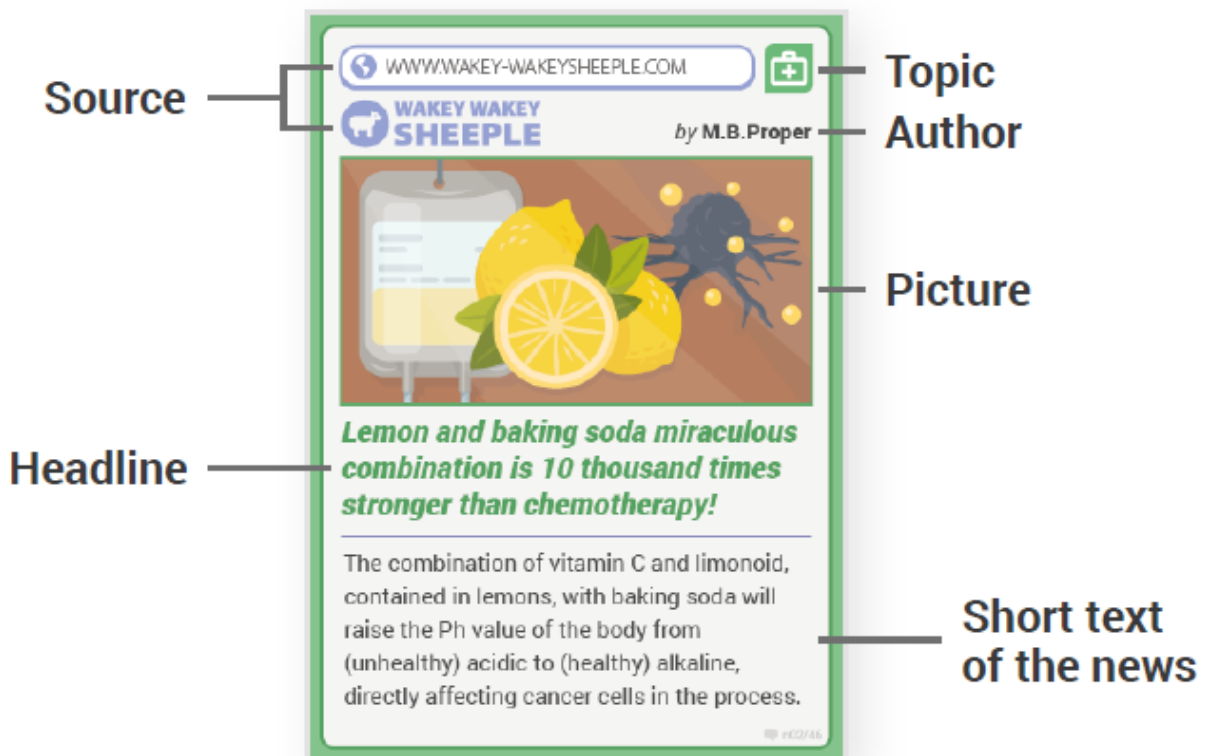 Source
WWW.WAKEY-WAKEYSHEEPLE.COM
Topic
WAKEY WAKEY
SHEEPLE
by M.B.Proper
Author
Picture
Headline
Lemon and baking soda miraculous
combination is 10 thousand times
stronger than chemotherapy!
The combination of vitamin C and limonoid,
contained in lemons, with baking soda will
raise the Ph value of the body from
(unhealthy) acidic to (healthy) alkaline,
directly affecting cancer cells in the process.
Short text
of the news
n02/46